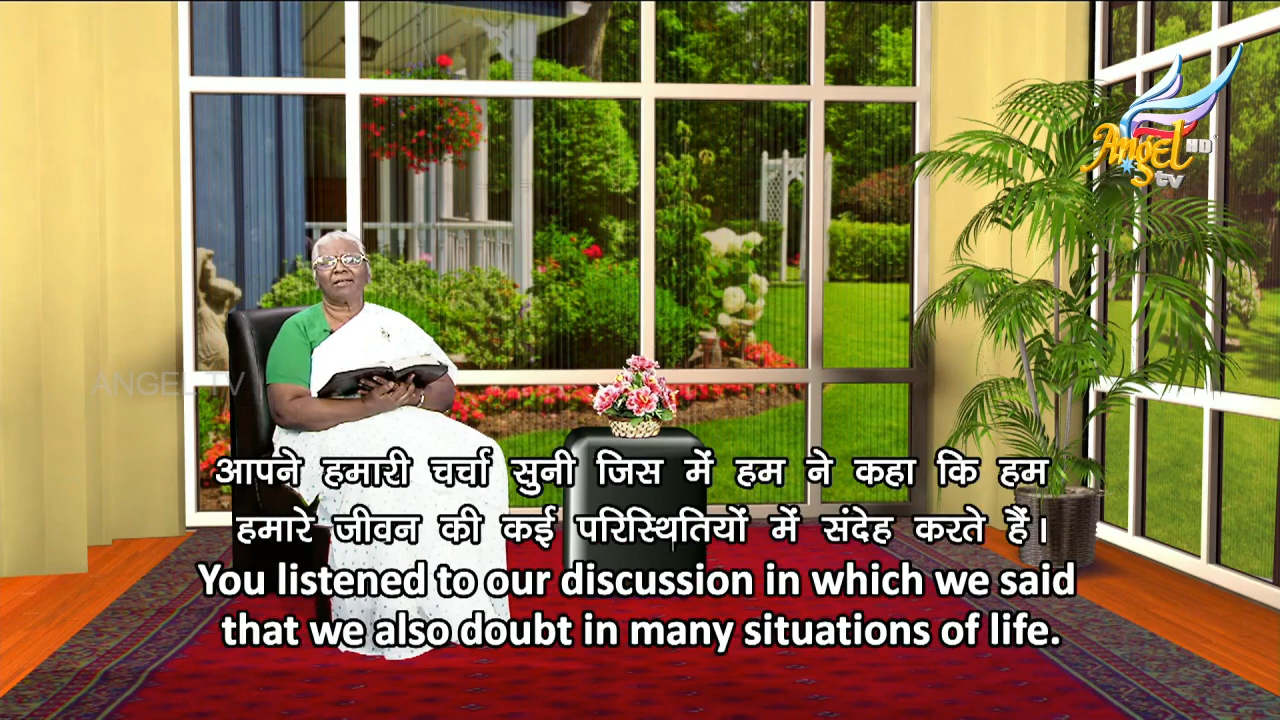 Angel HD
tv
ANGEL TV
आपने हमारी चर्चा सुनी जिस में हम ने कहा कि हम
हमारे जीवन की कई परिस्थितियों में संदेह करते हैं।
You listened to our discussion in which we said
that we also doubt in many situations of life.